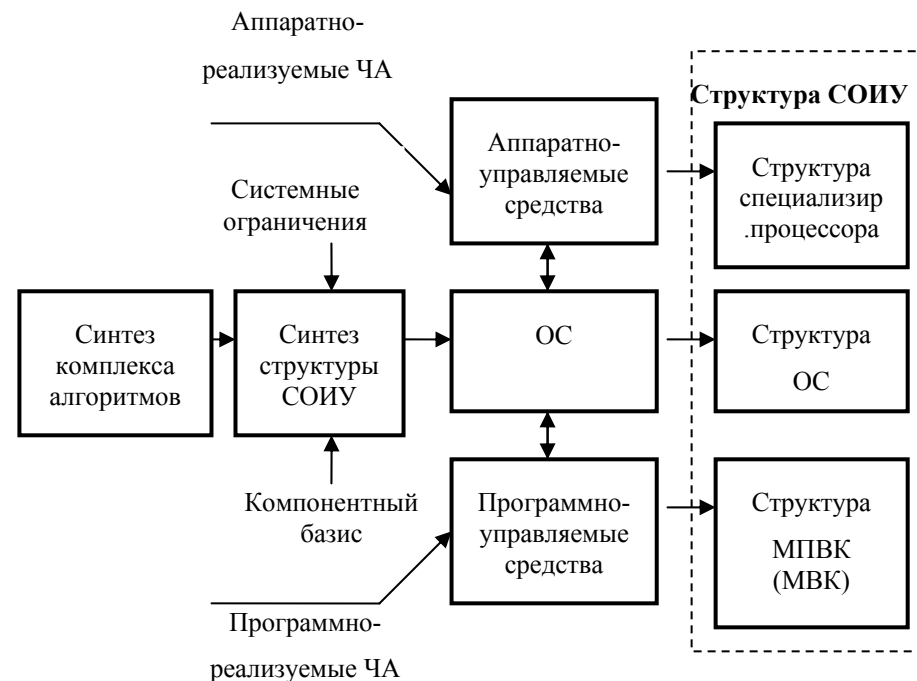 Аппаратно-
реализуемые ЧА
Структура СОИУ
Аппаратно-
управляемые
средства
Структура
специализир
.процессора
Системные
ограничения
Синтез
комплекса
алгоритмов
Синтез
структуры
СОИУ
ОС
Структура
ОС
Компонентный
базис
Программно-
управляемые
средства
Структура
МПВК
(МВК)
Программно-
реализуемые ЧА